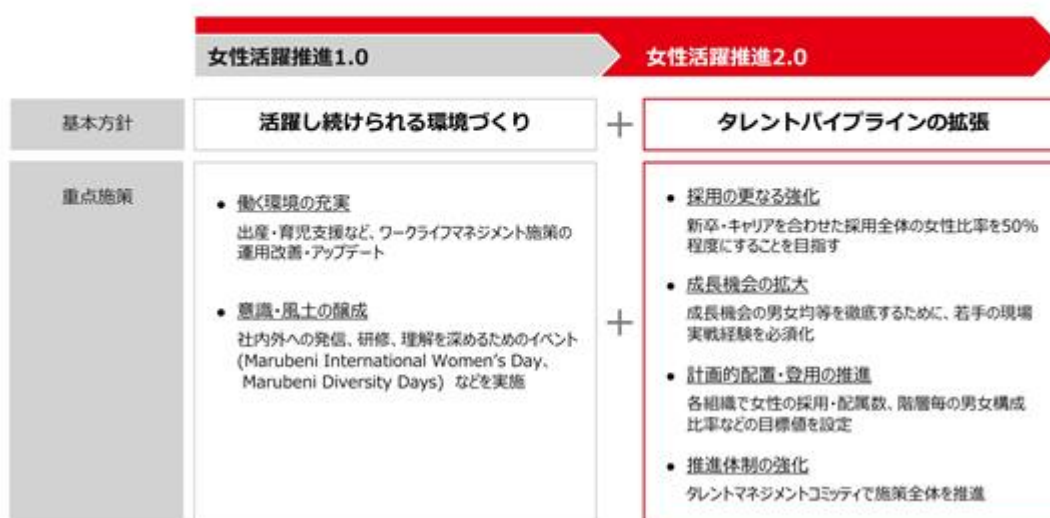 女性活躍推進1.0
女性活躍推進2.0
基本方針
活躍し続けられる環境づくり
+
タレントパイプラインの拡張
重点施策
• 働く環境の充実
出産・育児支援など、ワークライフマネジメント施策の
運用改善・アップデート
• 意識・風土の醸成
社内外への発信、研修、理解を深めるためのイベント
(Marubeni International Women's Day、
Marubeni Diversity Days) などを実施
+
• 採用の更なる強化
新卒・キャリアを合わせた採用全体の女性比率を50%
程度にすることを目指す
• 成長機会の拡大
成長機会の男女均等を徹底するために、若手の現場
実戦経験を必須化
• 計画的配置・登用の推進
各組織で女性の採用・配属数、階層毎の男女構成
比率などの目標値を設定
• 推進体制の強化
タレントマネジメントコミッティで施策全体を推進